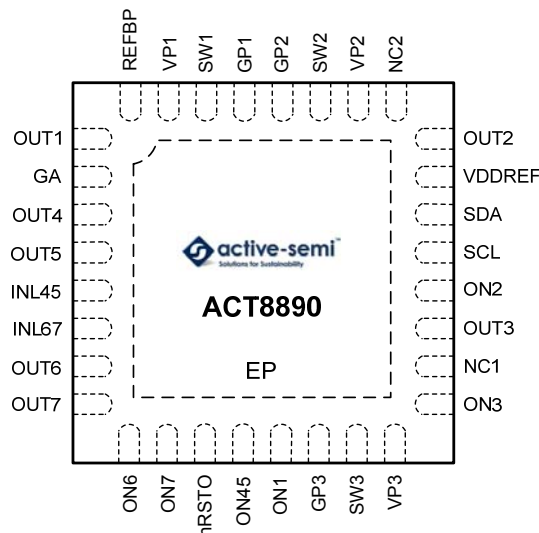 REFBP
VP1
SW1
GP1
GP2
SW2
VP2
NC2
OUT1
GA
OUT4
OUT5
INL45
INL67
OUT6
OUT7
OUT2
VDDREF
SDA
SCL
ON2
OUT3
NC1
ON3
active-semi™
Solutions for Sustainability
ACT8890
EP
ON6
ON7
nRSTO
ON45
ON1
GP3
SW3
VP3